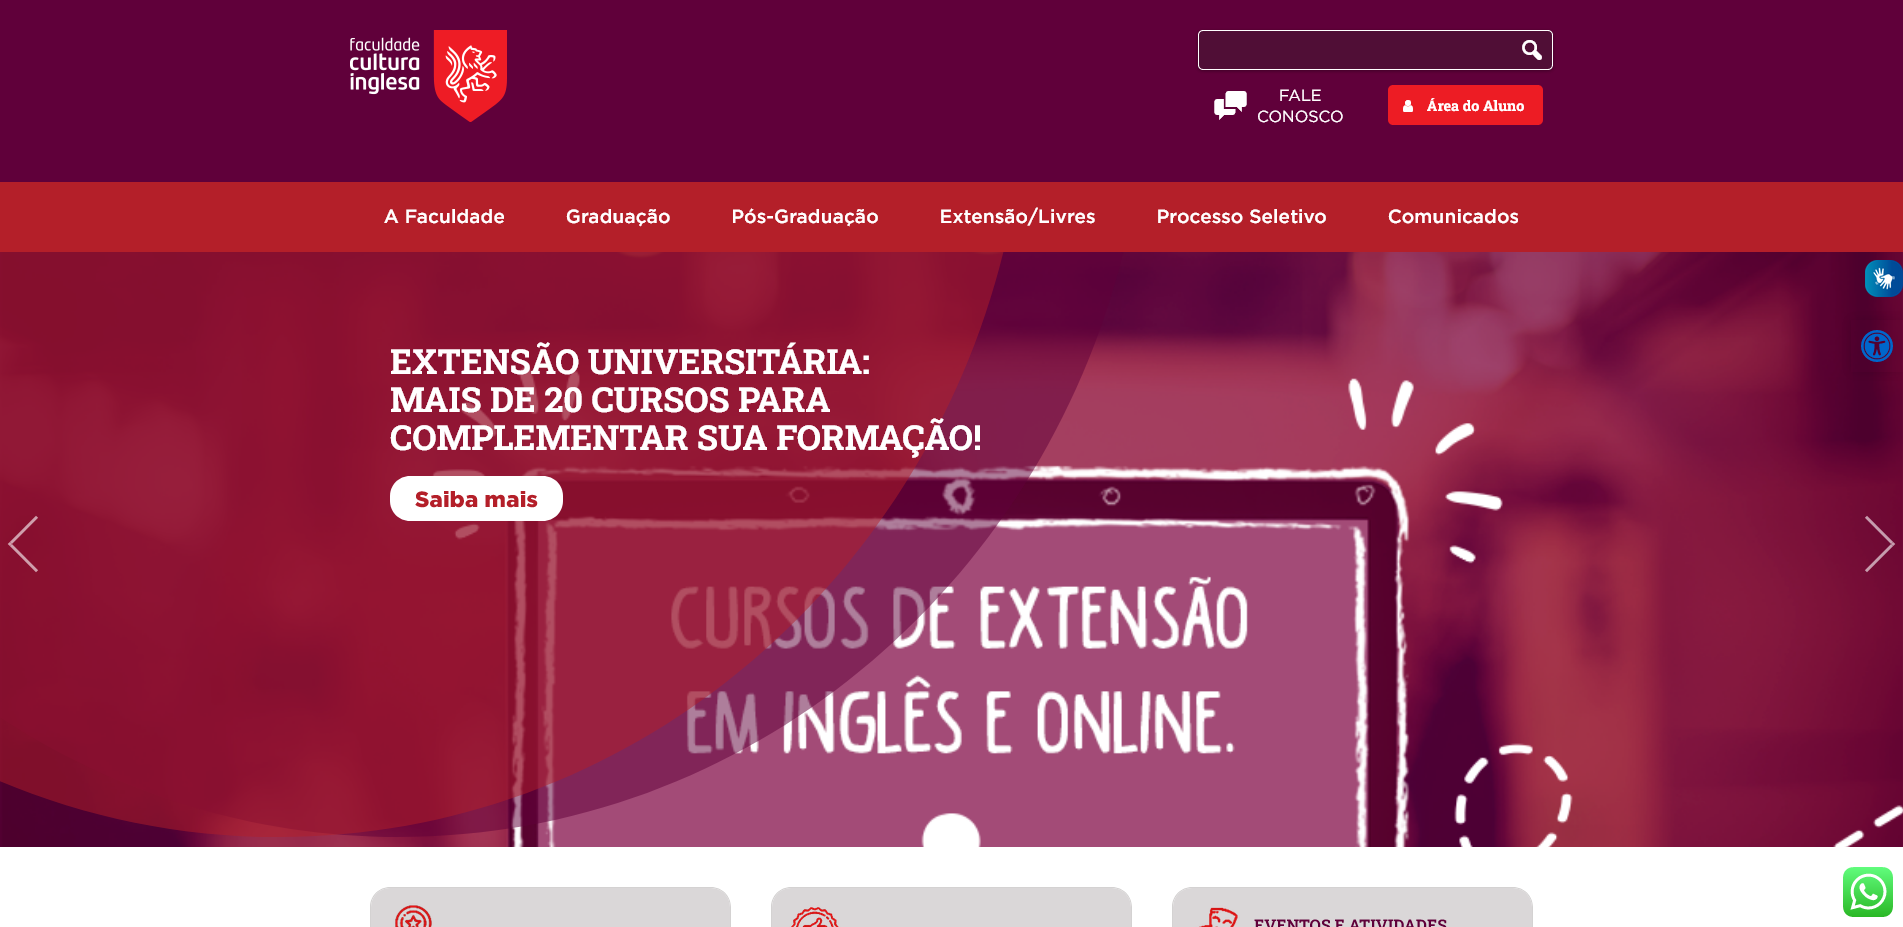 faculdade
cultura
inglesa
FALE
CONOSCO
Área do Aluno
A Faculdade
Graduação
Pós-Graduação
Extensão/Livres
Processo Seletivo
Comunicados
EXTENSÃO UNIVERSITÁRIA:
MAIS DE 20 CURSOS PARA
COMPLEMENTAR SUA FORMAÇÃO!
Saiba mais
CURSOS DE EXTENSÃO
EM INGLÊS E ONLINE.
EVENTOS E ATIVIDADES